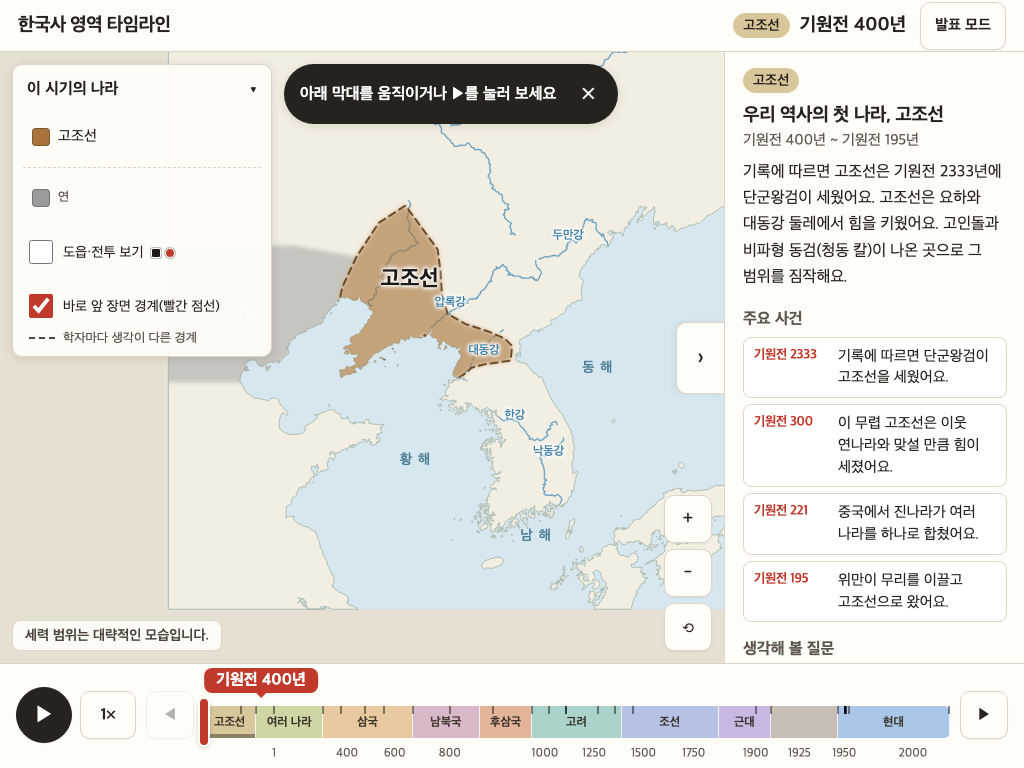 한국사 영역 타임라인
고조선
기원전 400년
발표 모드
이 시기의 나라
▼
고조선
연
도읍·전투 보기
바로 앞 장면 경계(빨간 점선)
학자마다 생각이 다른 경계
아래 막대를 움직이거나 ▶를 눌러 보세요 ✕
두만강
고조선
압록강
대동강
동 해
한강
낙동강
황 해
남 해
›
+
−
⟲
세력 범위는 대략적인 모습입니다.
고조선
우리 역사의 첫 나라, 고조선
기원전 400년 ~ 기원전 195년
기록에 따르면 고조선은 기원전 2333년에
단군왕검이 세웠어요. 고조선은 요하와
대동강 둘레에서 힘을 키웠어요. 고인돌과
비파형 동검(청동 칼)이 나온 곳으로 그
범위를 짐작해요.
주요 사건
기원전 2333
기록에 따르면 단군왕검이
고조선을 세웠어요.
기원전 300
이 무렵 고조선은 이웃
연나라와 맞설 만큼 힘이
세졌어요.
기원전 221
중국에서 진나라가 여러
나라를 하나로 합쳤어요.
기원전 195
위만이 무리를 이끌고
고조선으로 왔어요.
생각해 볼 질문
기원전 400년
1×
고조선
여러 나라
삼국
남북국
후삼국
고려
조선
근대
현대
1
400
600
800
1000
1250
1500
1750
1900
1925
1950
2000